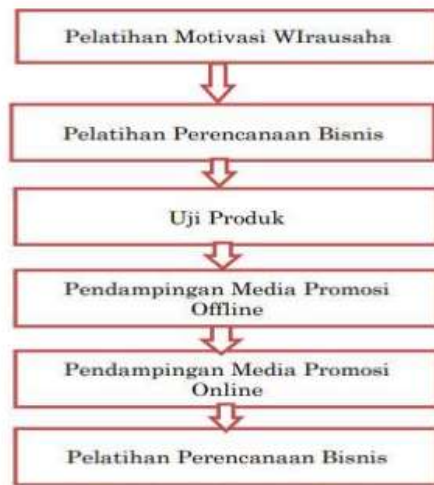 Pelatihan Motivasi WIrausaha
Pelatihan Perencanaan Bisnis
Uji Produk
Pendampingan Media Promosi
Offline
Pendampingan Media Promosi
Online
Pelatihan Perencanaan Bisnis